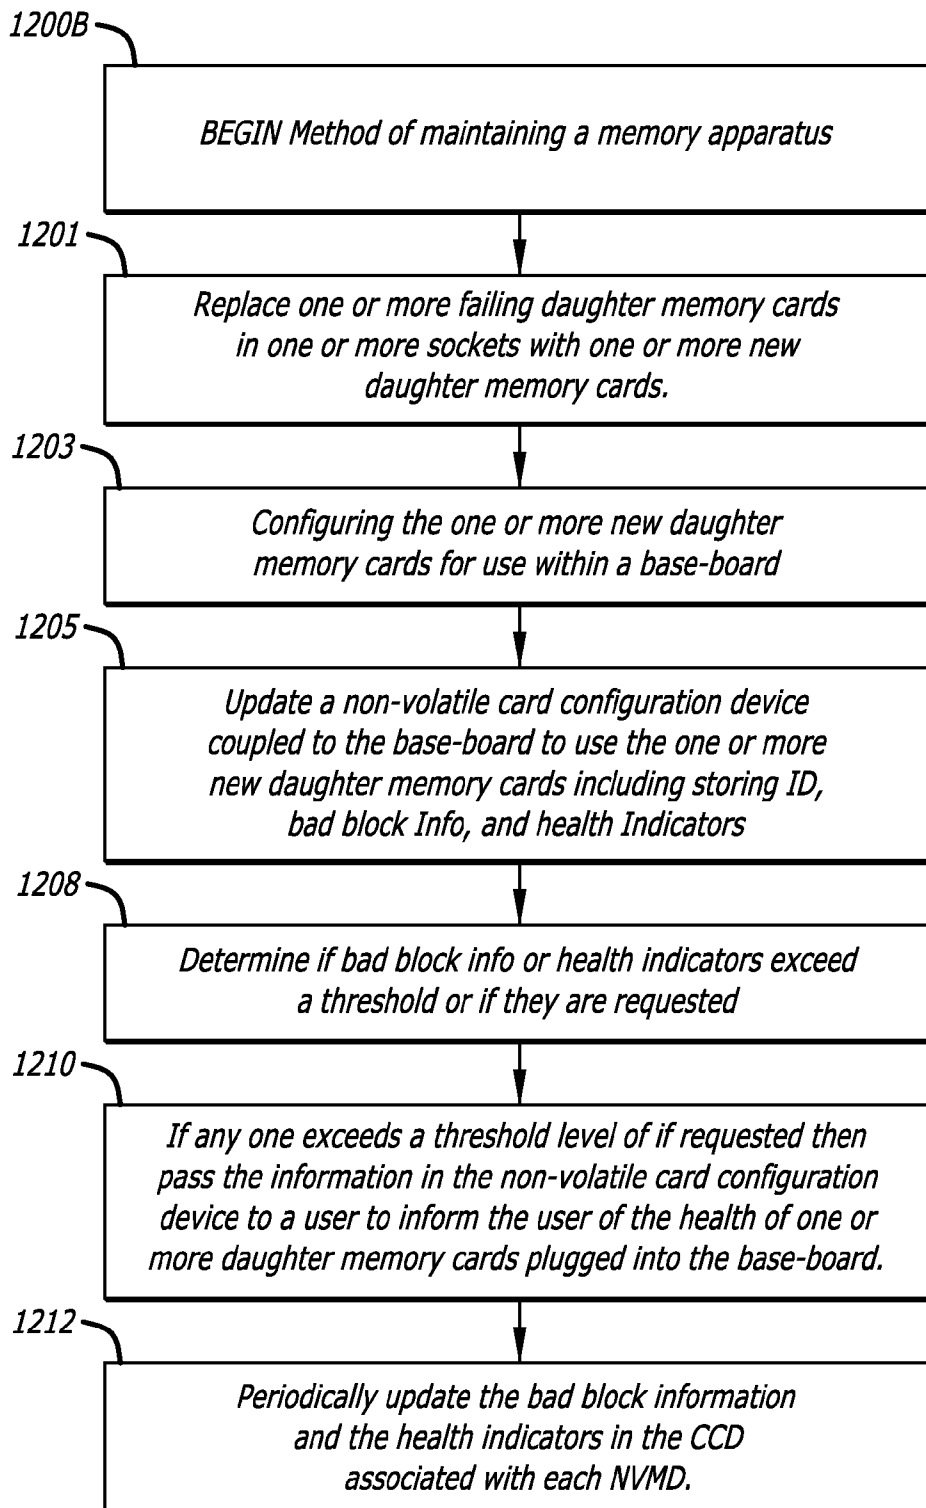 1200B
BEGIN Method of maintaining a memory apparatus
1201
Replace one or more failing daughter memory cards
in one or more sockets with one or more new
daughter memory cards.
1203
Configuring the one or more new daughter
memory cards for use within a base-board
1205
Update a non-volatile card configuration device
coupled to the base-board to use the one or more
new daughter memory cards including storing ID,
bad block Info, and health Indicators
1208
Determine if bad block info or health indicators exceed
a threshold or if they are requested
1210
If any one exceeds a threshold level of if requested then
pass the information in the non-volatile card configuration
device to a user to inform the user of the health of one or
more daughter memory cards plugged into the base-board.
1212
Periodically update the bad block information
and the health indicators in the CCD
associated with each NVMD.